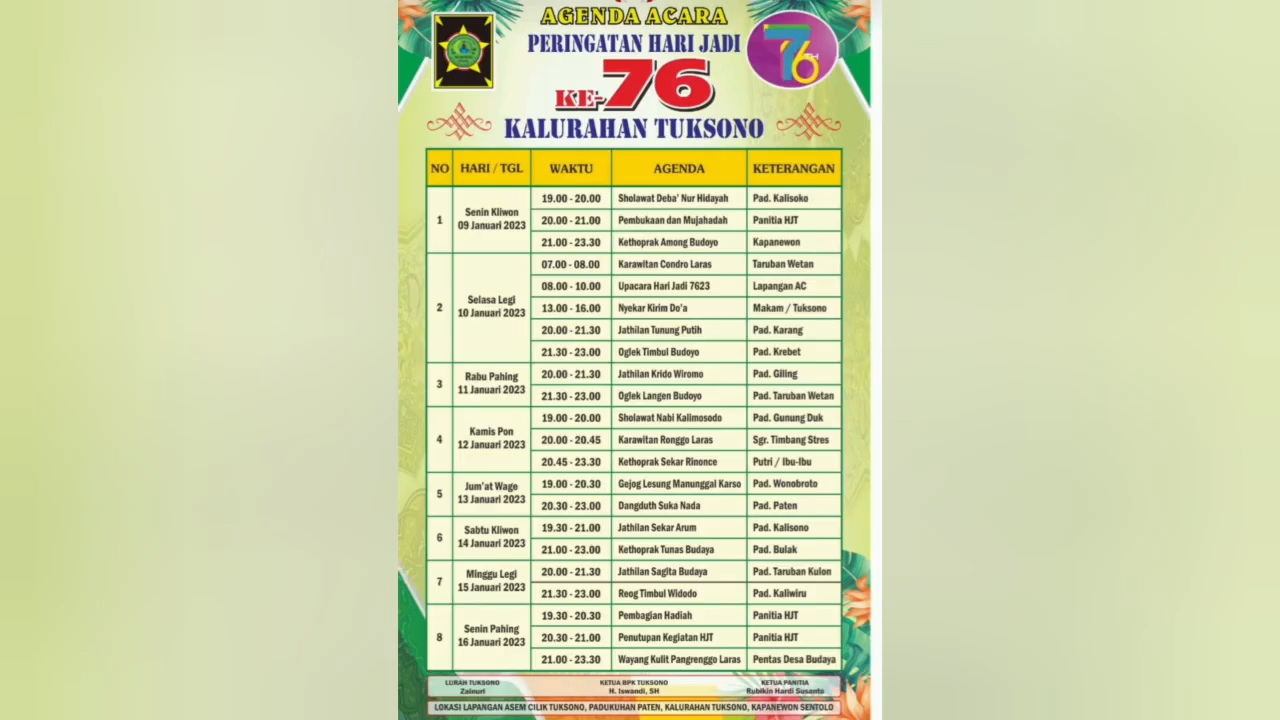 AGENDA ACARA
PERINGATAN HARI JADI
KE-76
KALURAHAN TUKSONO
76
NO HARI / TGL WAKTU AGENDA KETERANGAN
1 Senin Kliwon 09 Januari 2023 19.00 - 20.00 Sholawat Deba' Nur Hidayah Pad. Kalisoko
20.00 - 21.00 Pembukaan dan Mujahadah Panitia HJT
21.00 - 23.30 Kethoprak Among Budoyo Kapanewon
2 Selasa Legi 10 Januari 2023 07.00 - 08.00 Karawitan Condro Laras Taruban Wetan
08.00 - 10.00 Upacara Hari Jadi 7623 Lapangan AC
13.00 - 16.00 Nyekar Kirim Do'a Makam / Tuksono
20.00 - 21.30 Jathilan Tunung Putih Pad. Karang
21.30 - 23.00 Oglek Timbul Budoyo Pad. Krebet
3 Rabu Pahing 11 Januari 2023 20.00 - 21.30 Jathilan Krido Wiromo Pad. Giling
21.30 - 23.00 Oglek Langen Budoyo Pad. Taruban Wetan
4 Kamis Pon 12 Januari 2023 19.00 - 20.00 Sholawat Nabi Kalimosodo Pad. Gunung Duk
20.00 - 20.45 Karawitan Ronggo Laras Sgr. Timbang Stres
20.45 - 23.30 Kethoprak Sekar Rinonce Putri / Ibu-Ibu
5 Jum'at Wage 13 Januari 2023 19.00 - 20.30 Gejog Lesung Manunggal Karso Pad. Wonobroto
20.30 - 23.00 Dangduth Suka Nada Pad. Paten
6 Sabtu Kliwon 14 Januari 2023 19.30 - 21.00 Jathilan Sekar Arum Pad. Kalisono
21.00 - 23.00 Kethoprak Tunas Budaya Pad. Bulak
7 Minggu Legi 15 Januari 2023 20.00 - 21.30 Jathilan Sagita Budaya Pad. Taruban Kulon
21.30 - 23.00 Reog Timbul Widodo Pad. Kaliwiru
8 Senin Pahing 16 Januari 2023 19.30 - 20.30 Pembagian Hadiah Panitia HJT
20.30 - 21.00 Penutupan Kegiatan HJT Panitia HJT
21.00 - 23.30 Wayang Kulit Pangrenggo Laras Pentas Desa Budaya
LURAH TUKSONO KETUA BPK TUKSONO KETUA PANITIA
Zainuri H. Iswandi, SH Rubikin Hardi Susanto
LOKASI LAPANGAN ASEM CILIK TUKSONO, PADUKUHAN PATEN, KALURAHAN TUKSONO, KAPANEWON SENTOLO